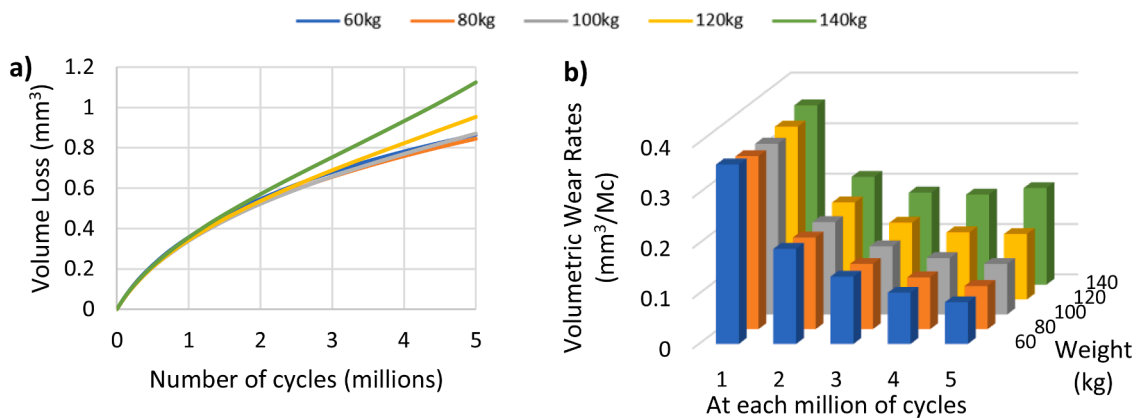 60kg 80kg 100kg 120kg 140kg
a)
Volume Loss (mm³)
1.2
1
0.8
0.6
0.4
0.2
0
0 1 2 3 4 5
Number of cycles (millions)
b)
Volumetric Wear Rates
(mm³/Mc)
0.4
0.3
0.2
0.1
0
1 2 3 4 5
At each million of cycles
60 80 100 120 140
Weight
(kg)